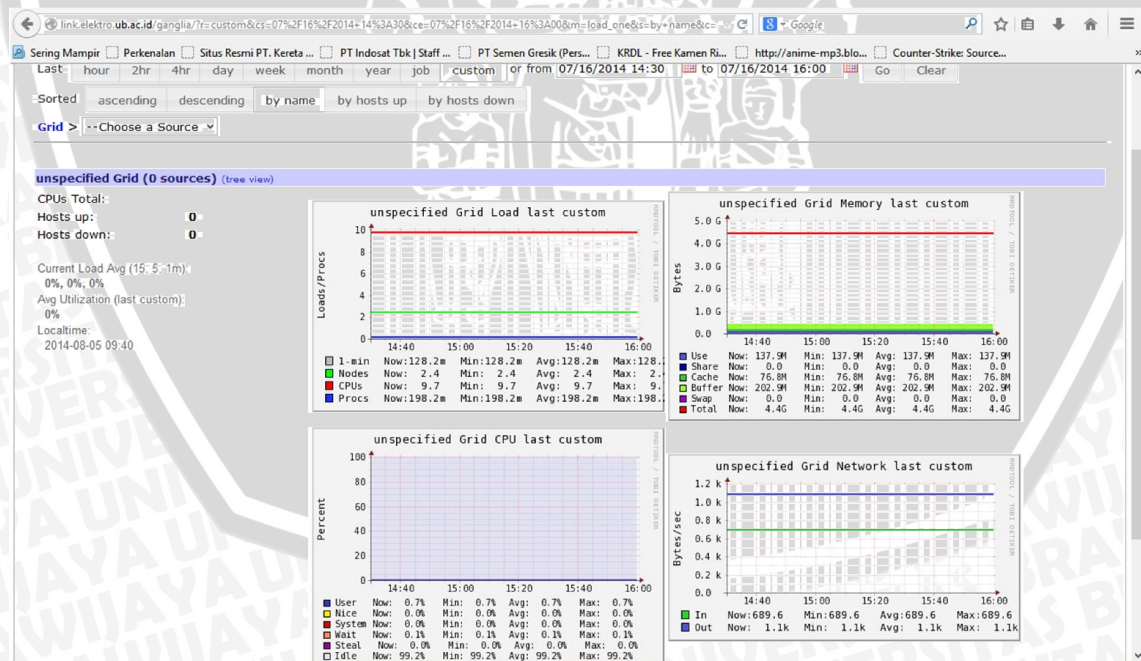 link.elektro.ub.ac.id/ganglia/?r=custom&cs=07%2F16%2F2014+14%3A30&ce=07%2F16%2F2014+16%3A00&m=load_one&s=by+name&c=
Google
Sering Mampir Perkenalan Situs Resmi PT. Kereta ... PT Indosat Tbk | Staff ... PT Semen Gresik (Pers... KRDL - Free Kamen Ri... http://anime-mp3.blo... Counter-Strike: Source... »
Last hour 2hr 4hr day week month year job custom or from 07/16/2014 14:30 to 07/16/2014 16:00 Go Clear
Sorted ascending descending by name by hosts up by hosts down
Grid > --Choose a Source
unspecified Grid (0 sources) (tree view)
CPUs Total:
Hosts up: 0
Hosts down: 0
Current Load Avg (15, 5, 1m):
0%, 0%, 0%
Avg Utilization (last custom):
0%
Localtime:
2014-08-05 09:40
unspecified Grid Load last custom
RRDTOOL / TOBI OETIKER
Loads/Procs
10
8
6
4
2
0
14:40 15:00 15:20 15:40 16:00
1-min Now:128.2m Min:128.2m Avg:128.2m Max:128.
Nodes Now: 2.4 Min: 2.4 Avg: 2.4 Max: 2.
CPUs Now: 9.7 Min: 9.7 Avg: 9.7 Max: 9.
Procs Now:198.2m Min:198.2m Avg:198.2m Max:198.
unspecified Grid Memory last custom
RRDTOOL / TOBI OETIKER
Bytes
5.0 G
4.0 G
3.0 G
2.0 G
1.0 G
0.0
14:40 15:00 15:20 15:40 16:00
Use Now: 137.9M Min: 137.9M Avg: 137.9M Max: 137.9M
Share Now: 0.0 Min: 0.0 Avg: 0.0 Max: 0.0
Cache Now: 76.8M Min: 76.8M Avg: 76.8M Max: 76.8M
Buffer Now: 202.9M Min: 202.9M Avg: 202.9M Max: 202.9M
Swap Now: 0.0 Min: 0.0 Avg: 0.0 Max: 0.0
Total Now: 4.4G Min: 4.4G Avg: 4.4G Max: 4.4G
unspecified Grid CPU last custom
RRDTOOL / TOBI OETIKER
Percent
100
80
60
40
20
0
14:40 15:00 15:20 15:40 16:00
User Now: 0.7% Min: 0.7% Avg: 0.7% Max: 0.7%
Nice Now: 0.0% Min: 0.0% Avg: 0.0% Max: 0.0%
System Now: 0.0% Min: 0.0% Avg: 0.0% Max: 0.0%
Wait Now: 0.1% Min: 0.1% Avg: 0.1% Max: 0.1%
Steal Now: 0.0% Min: 0.0% Avg: 0.0% Max: 0.0%
Idle Now: 99.2% Min: 99.2% Avg: 99.2% Max: 99.2%
unspecified Grid Network last custom
RRDTOOL / TOBI OETIKER
Bytes/sec
1.2 k
1.0 k
0.8 k
0.6 k
0.4 k
0.2 k
0.0
14:40 15:00 15:20 15:40 16:00
In Now:689.6 Min:689.6 Avg:689.6 Max:689.6
Out Now: 1.1k Min: 1.1k Avg: 1.1k Max: 1.1k